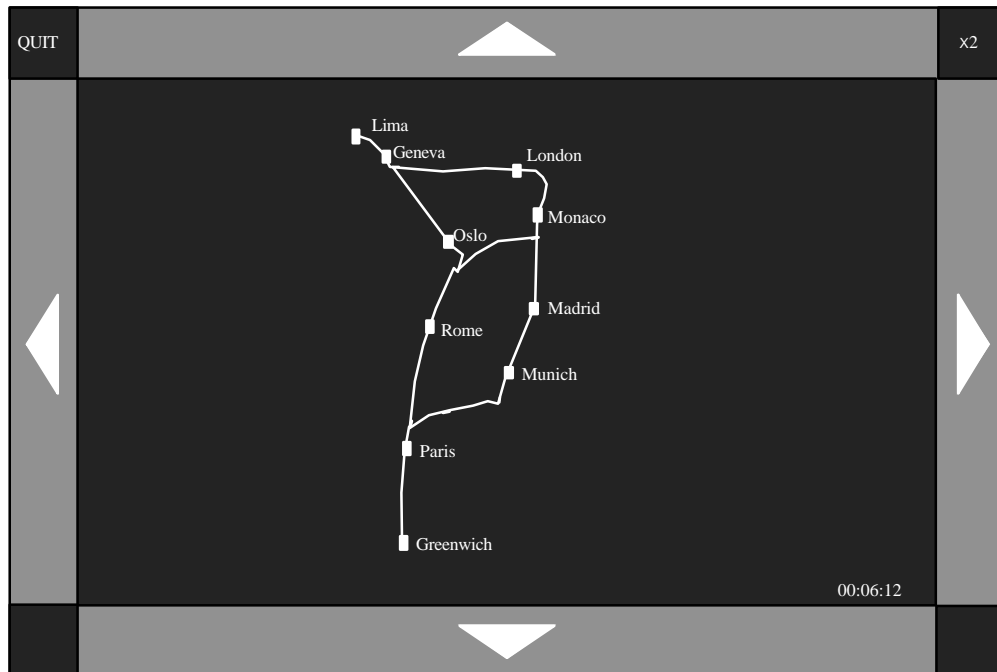 QUIT
X2
Lima
Geneva
London
Monaco
Oslo
Madrid
Rome
Munich
Paris
Greenwich
00:06:12